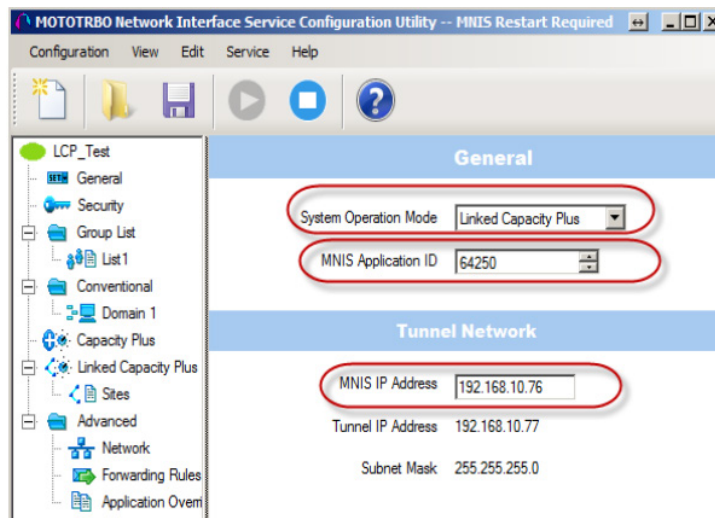 MOTOTRBO Network Interface Service Configuration Utility -- MNIS Restart Required
Configuration View Edit Service Help
LCP_Test
General
Security
Group List
List1
Conventional
Domain 1
Capacity Plus
Linked Capacity Plus
Sites
Advanced
Network
Forwarding Rules
Application Overri
General
System Operation Mode Linked Capacity Plus
MNIS Application ID 64250
Tunnel Network
MNIS IP Address 192.168.10.76
Tunnel IP Address 192.168.10.77
Subnet Mask 255.255.255.0